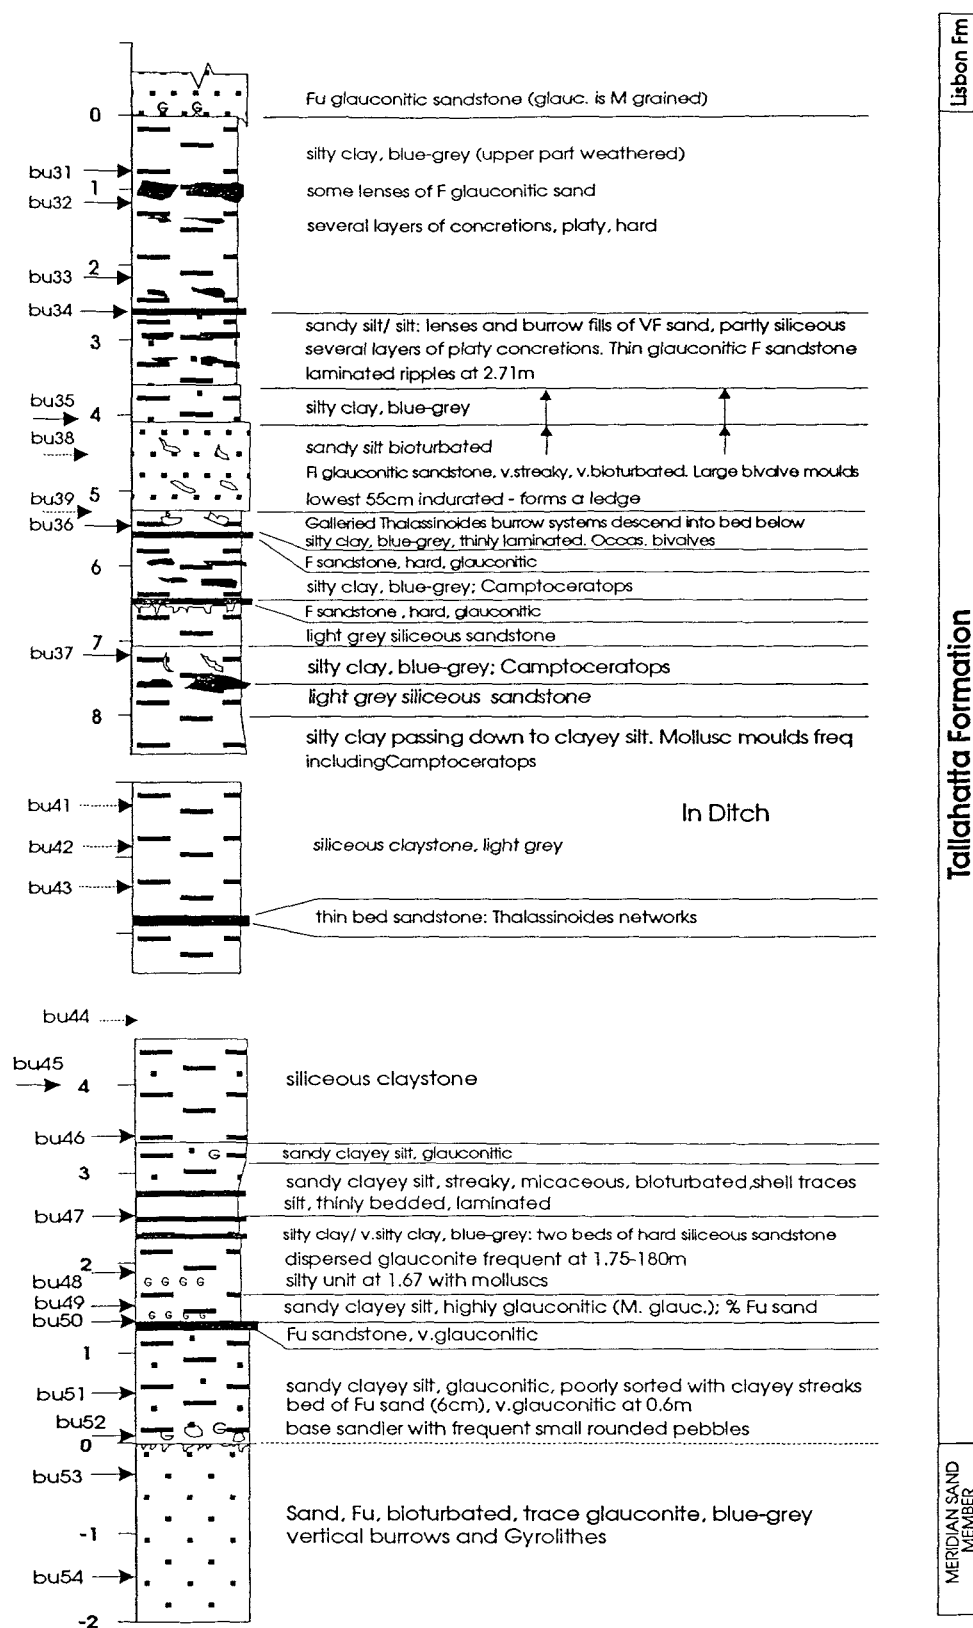 Lisbon Fm
Fu glauconitic sandstone (glauc. is M grained)
0
silty clay, blue-grey (upper part weathered)
bu31
1
some lenses of F glauconitic sand
bu32
several layers of concretions, platy, hard
2
bu33
bu34
sandy silt/ silt: lenses and burrow fills of VF sand, partly siliceous
3
several layers of platy concretions. Thin glauconitic F sandstone
laminated ripples at 2.71m
bu35
silty clay, blue-grey
4
bu38
sandy silt bioturbated
glauconitic sandstone, v.streaky, v.bioturbated. Large bivalve moulds
bu39
5
lowest 55cm indurated - forms a ledge
bu36
Galleried Thalassinoides burrow systems descend into bed below
silty clay, blue-grey, thinly laminated. Occas. bivalves
F sandstone, hard, glauconitic
6
silty clay, blue-grey; Camptoceratops
F sandstone , hard, glauconitic
7
light grey siliceous sandstone
bu37
silty clay, blue-grey; Camptoceratops
light grey siliceous sandstone
8
silty clay passing down to clayey silt. Mollusc moulds freq
includingCamptoceratops
Tallahatta Formation
bu41
In Ditch
bu42
siliceous claystone, light grey
bu43
thin bed sandstone: Thalassinoides networks
bu44
bu45
4
siliceous claystone
bu46
G
sandy clayey silt, glauconitic
3
sandy clayey silt, streaky, micaceous, bioturbated,shell traces
silt, thinly bedded, laminated
bu47
silty clay/ v.silty clay, blue-grey: two beds of hard siliceous sandstone
2
dispersed glauconite frequent at 1.75-180m
bu48
G G G G
silty unit at 1.67 with molluscs
bu49
sandy clayey silt, highly glauconitic (M. glauc.); % Fu sand
G G G G
bu50
Fu sandstone, v.glauconitic
1
bu51
sandy clayey silt, glauconitic, poorly sorted with clayey streaks
bed of Fu sand (6cm), v.glauconitic at 0.6m
bu52
base sandier with frequent small rounded pebbles
G G
0
bu53
Sand, Fu, bioturbated, trace glauconite, blue-grey
-1
vertical burrows and Gyrolithes
bu54
-2
MERIDIAN SAND
MEMBER